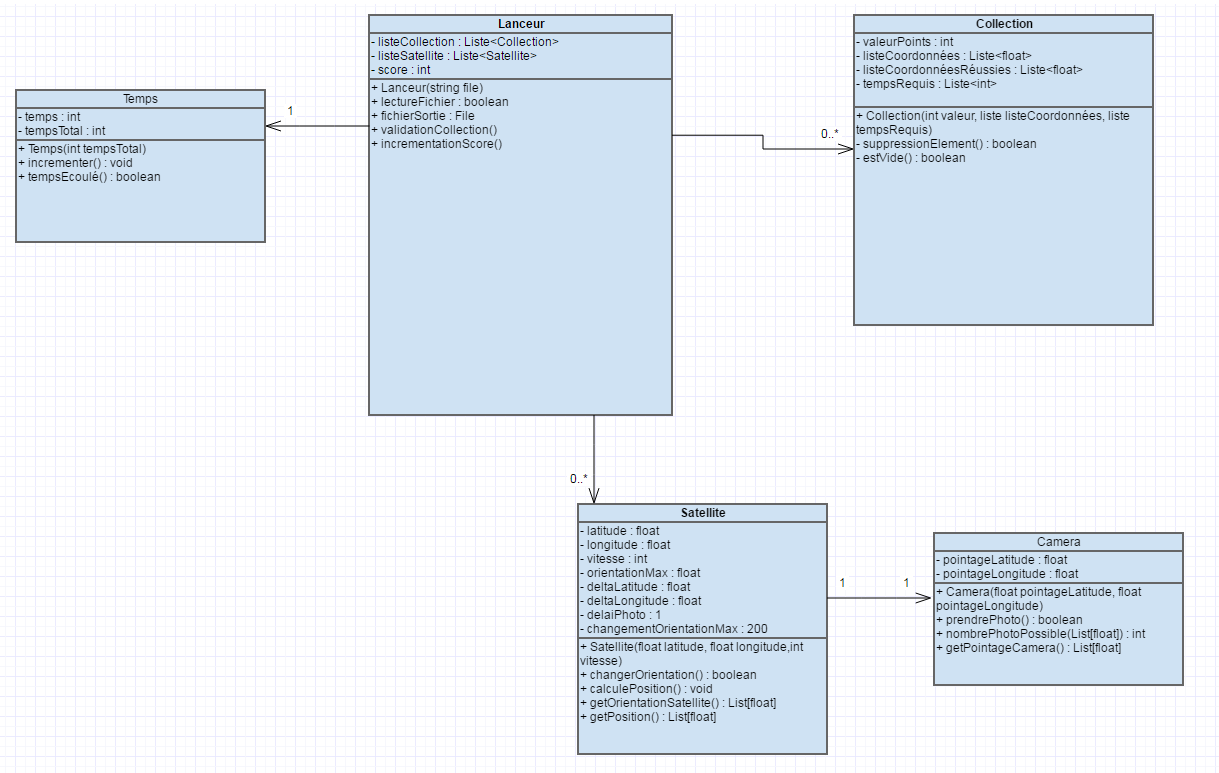 Lanceur
- listeCollection : Liste<Collection>
- listeSatellite : Liste<Satellite>
- score : int
+ Lanceur(string file)
+ lectureFichier : boolean
+ fichierSortie : File
+ validationCollection()
+ incrementationScore()
Collection
- valeurPoints : int
- listeCoordonnées : Liste<float>
- listeCoordonnéesRéussies : Liste<float>
- tempsRequis : Liste<int>
+ Collection(int valeur, liste listeCoordonnées, liste
tempsRequis)
- suppressionElement() : boolean
- estVide() : boolean
Temps
- temps : int
- tempsTotal : int
+ Temps(int tempsTotal)
+ incrementer() : void
+ tempsEcoulé() : boolean
1
0..*
0..*
Satellite
- latitude : float
- longitude : float
- vitesse : int
- orientationMax : float
- deltaLatitude : float
- deltaLongitude : float
- delaiPhoto : 1
- changementOrientationMax : 200
+ Satellite(float latitude, float longitude,int
vitesse)
+ changerOrientation() : boolean
+ calculePosition() : void
+ getOrientationSatellite() : List[float]
+ getPosition() : List[float]
1
1
Camera
- pointageLatitude : float
- pointageLongitude : float
+ Camera(float pointageLatitude, float
pointageLongitude)
+ prendrePhoto() : boolean
+ nombrePhotoPossible(List[float]) : int
+ getPointageCamera() : List[float]